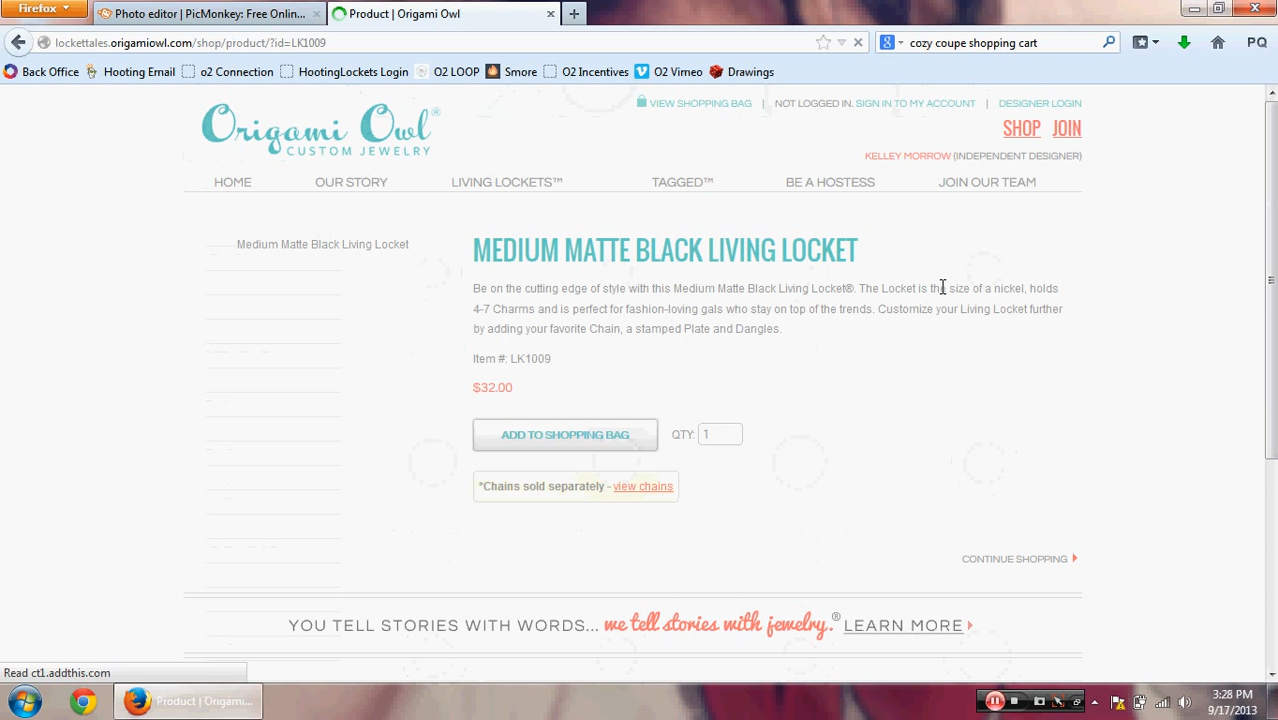 Firefox
Photo editor | PicMonkey: Free Onlin...
Product | Origami Owl
lockettales.origamiowl.com/shop/product/?id=LK1009
cozy coupe shopping cart
PQ
Back Office
Hooting Email
o2 Connection
HootingLockets Login
O2 LOOP
Smore
O2 Incentives
O2 Vimeo
Drawings
VIEW SHOPPING BAG | NOT LOGGED IN. SIGN IN TO MY ACCOUNT | DESIGNER LOGIN
Origami Owl®
CUSTOM JEWELRY
SHOP JOIN
KELLEY MORROW (INDEPENDENT DESIGNER)
HOME OUR STORY LIVING LOCKETS™ TAGGED™ BE A HOSTESS JOIN OUR TEAM
Medium Matte Black Living Locket
MEDIUM MATTE BLACK LIVING LOCKET
Be on the cutting edge of style with this Medium Matte Black Living Locket®. The Locket is the size of a nickel, holds
4-7 Charms and is perfect for fashion-loving gals who stay on top of the trends. Customize your Living Locket further
by adding your favorite Chain, a stamped Plate and Dangles.
Item #: LK1009
$32.00
ADD TO SHOPPING BAG QTY: 1
*Chains sold separately - view chains
CONTINUE SHOPPING
YOU TELL STORIES WITH WORDS... we tell stories with jewelry.® LEARN MORE
Read ct1.addthis.com
Product | Origami...
3:28 PM
9/17/2013